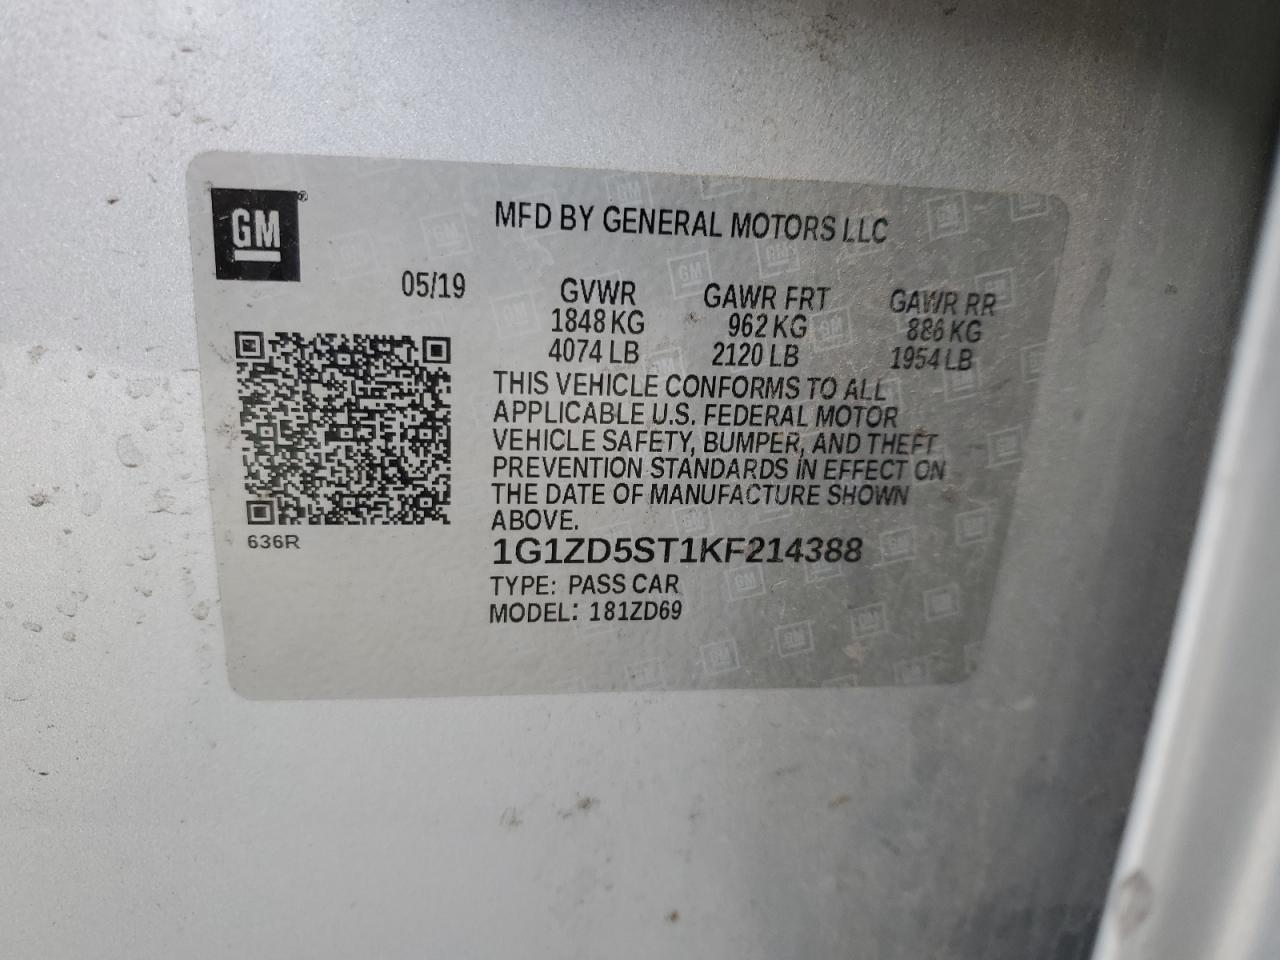 GM
MFD BY GENERAL MOTORS LLC
05/19
GVWR GAWR FRT GAWR RR
1848 KG 962 KG 886 KG
4074 LB 2120 LB 1954 LB
THIS VEHICLE CONFORMS TO ALL
APPLICABLE U.S. FEDERAL MOTOR
VEHICLE SAFETY, BUMPER, AND THEFT
PREVENTION STANDARDS IN EFFECT ON
THE DATE OF MANUFACTURE SHOWN
ABOVE.
636R
1G1ZD5ST1KF214388
TYPE: PASS CAR
MODEL: 181ZD69